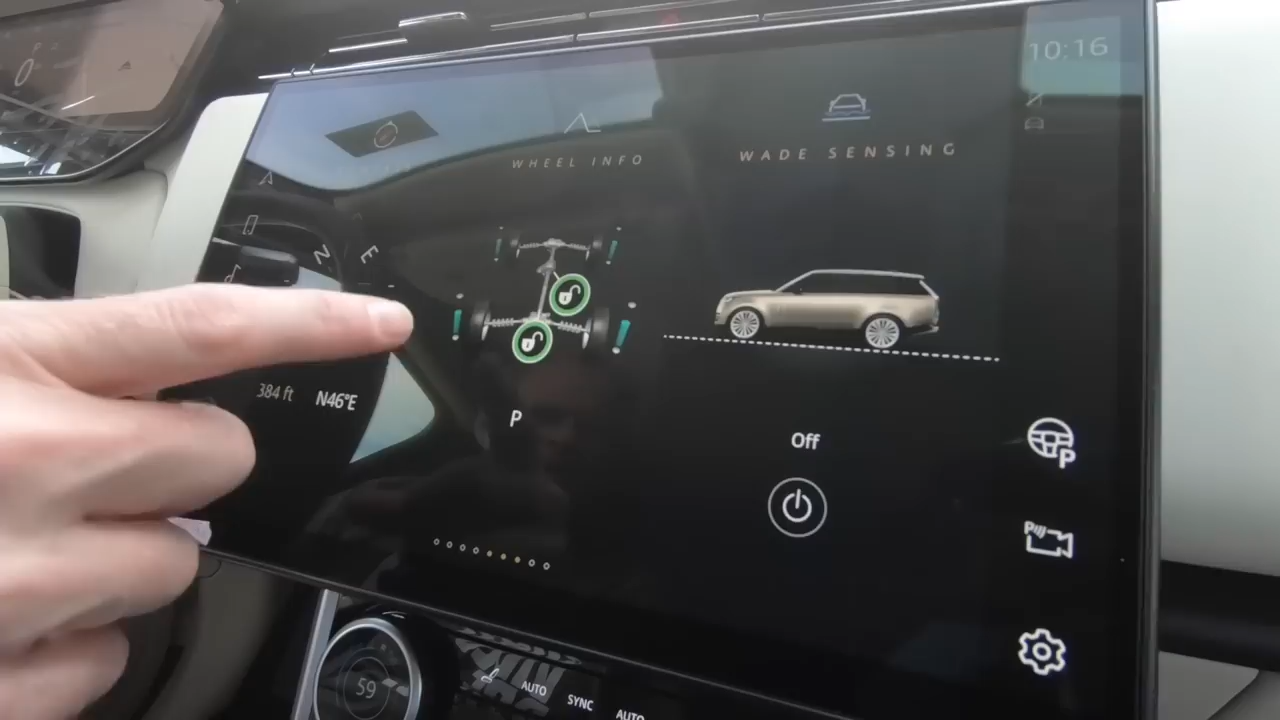 10:16
WHEEL INFO
WADE SENSING
N
E
384 ft
N46°E
P
Off
P
P
59
AUTO
SYNC
AUTO